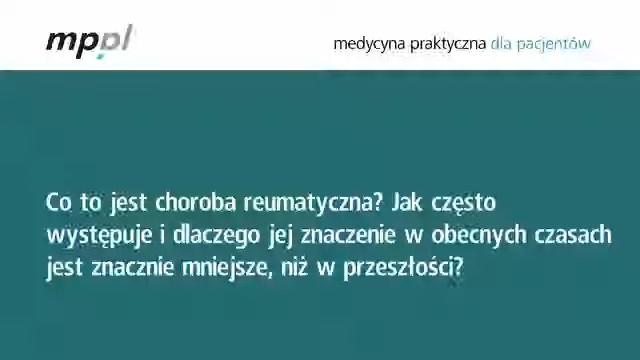 mp.pl
medycyna praktyczna dla pacjentów
Co to jest choroba reumatyczna? Jak często
występuje i dlaczego jej znaczenie w obecnych czasach
jest znacznie mniejsze, niż w przeszłości?